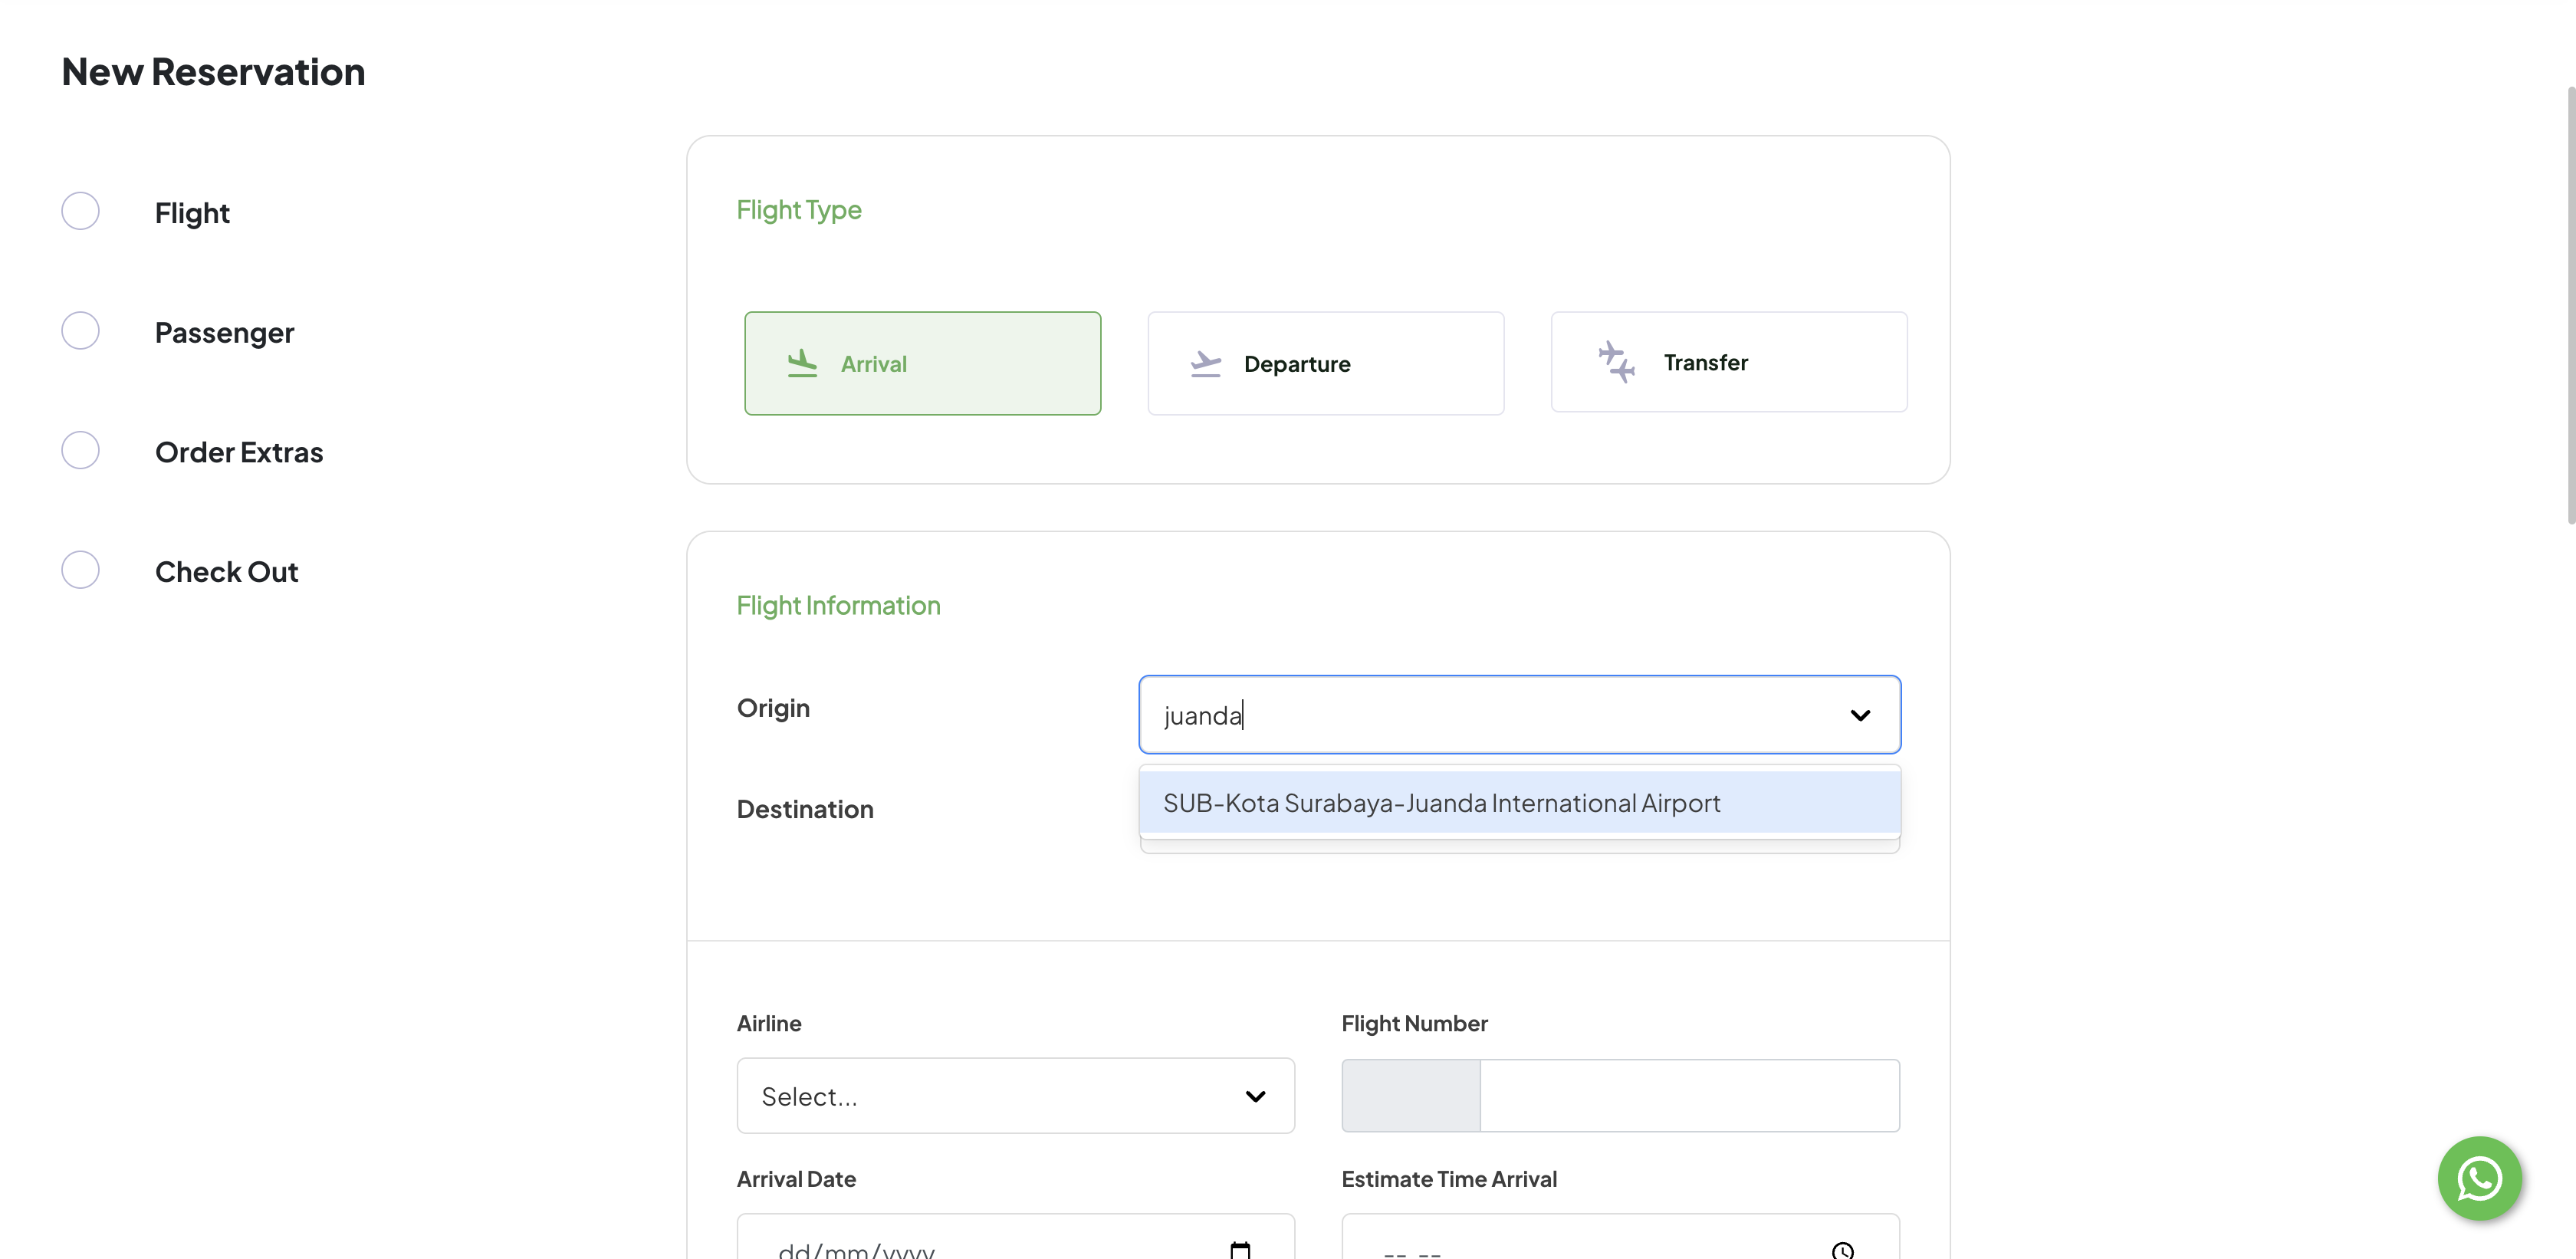 New Reservation
Flight
Passenger
Order Extras
Check Out
Flight Type
Arrival
Departure
Transfer
Flight Information
Origin
juanda
Destination
SUB-Kota Surabaya-Juanda International Airport
Airline
Flight Number
Select...
Arrival Date
Estimate Time Arrival
dd/mm/yyyy
--  --